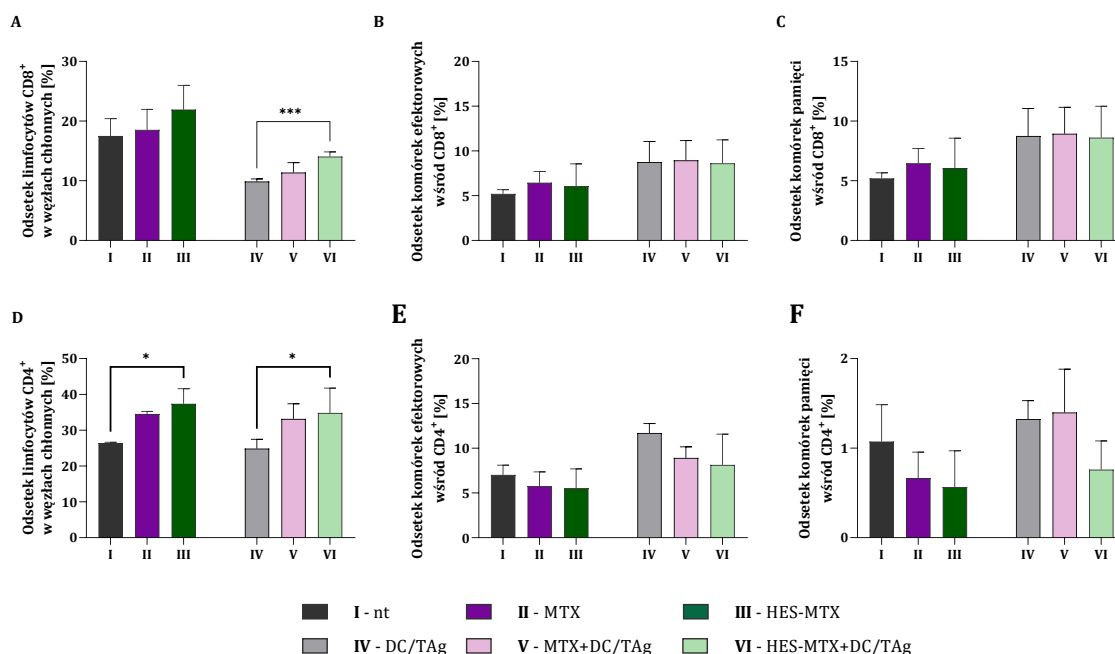 A
Odsetek limfocytów CD8+
w węzłach chłonnych [%]
30
20
10
0
***
I II III IV V VI
B
Odsetek komórek efektorowych
wśród CD8+ [%]
20
15
10
5
0
I II III IV V VI
C
Odsetek komórek pamięci
wśród CD8+ [%]
15
10
5
0
I II III IV V VI
D
Odsetek limfocytów CD4+
w węzłach chłonnych [%]
50
40
30
20
10
0
* *
I II III IV V VI
E
Odsetek komórek efektorowych
wśród CD4+ [%]
20
15
10
5
0
I II III IV V VI
F
Odsetek komórek pamięci
wśród CD4+ [%]
2
1
0
I II III IV V VI
I - nt II - MTX III - HES-MTX
IV - DC/TAg V - MTX+DC/TAg VI - HES-MTX+DC/TAg